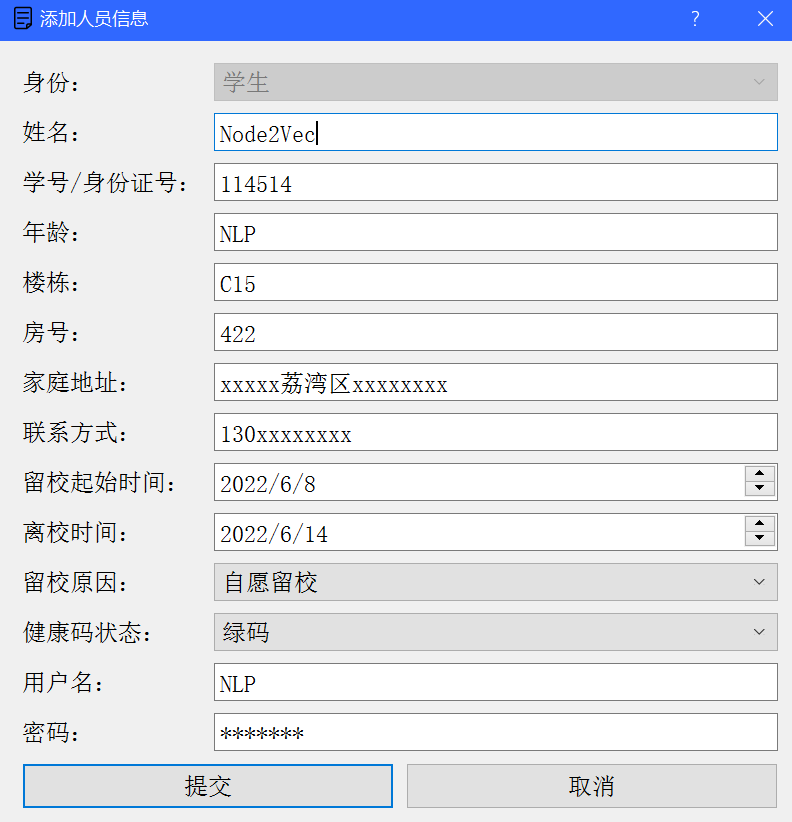 添加人员信息
身份： 学生
姓名： Node2Vec
学号/身份证号： 114514
年龄： NLP
楼栋： C15
房号： 422
家庭地址： xxxxx荔湾区xxxxxxxx
联系方式： 130xxxxxxxx
留校起始时间： 2022/6/8
离校时间： 2022/6/14
留校原因： 自愿留校
健康码状态： 绿码
用户名： NLP
密码： *******
提交 取消